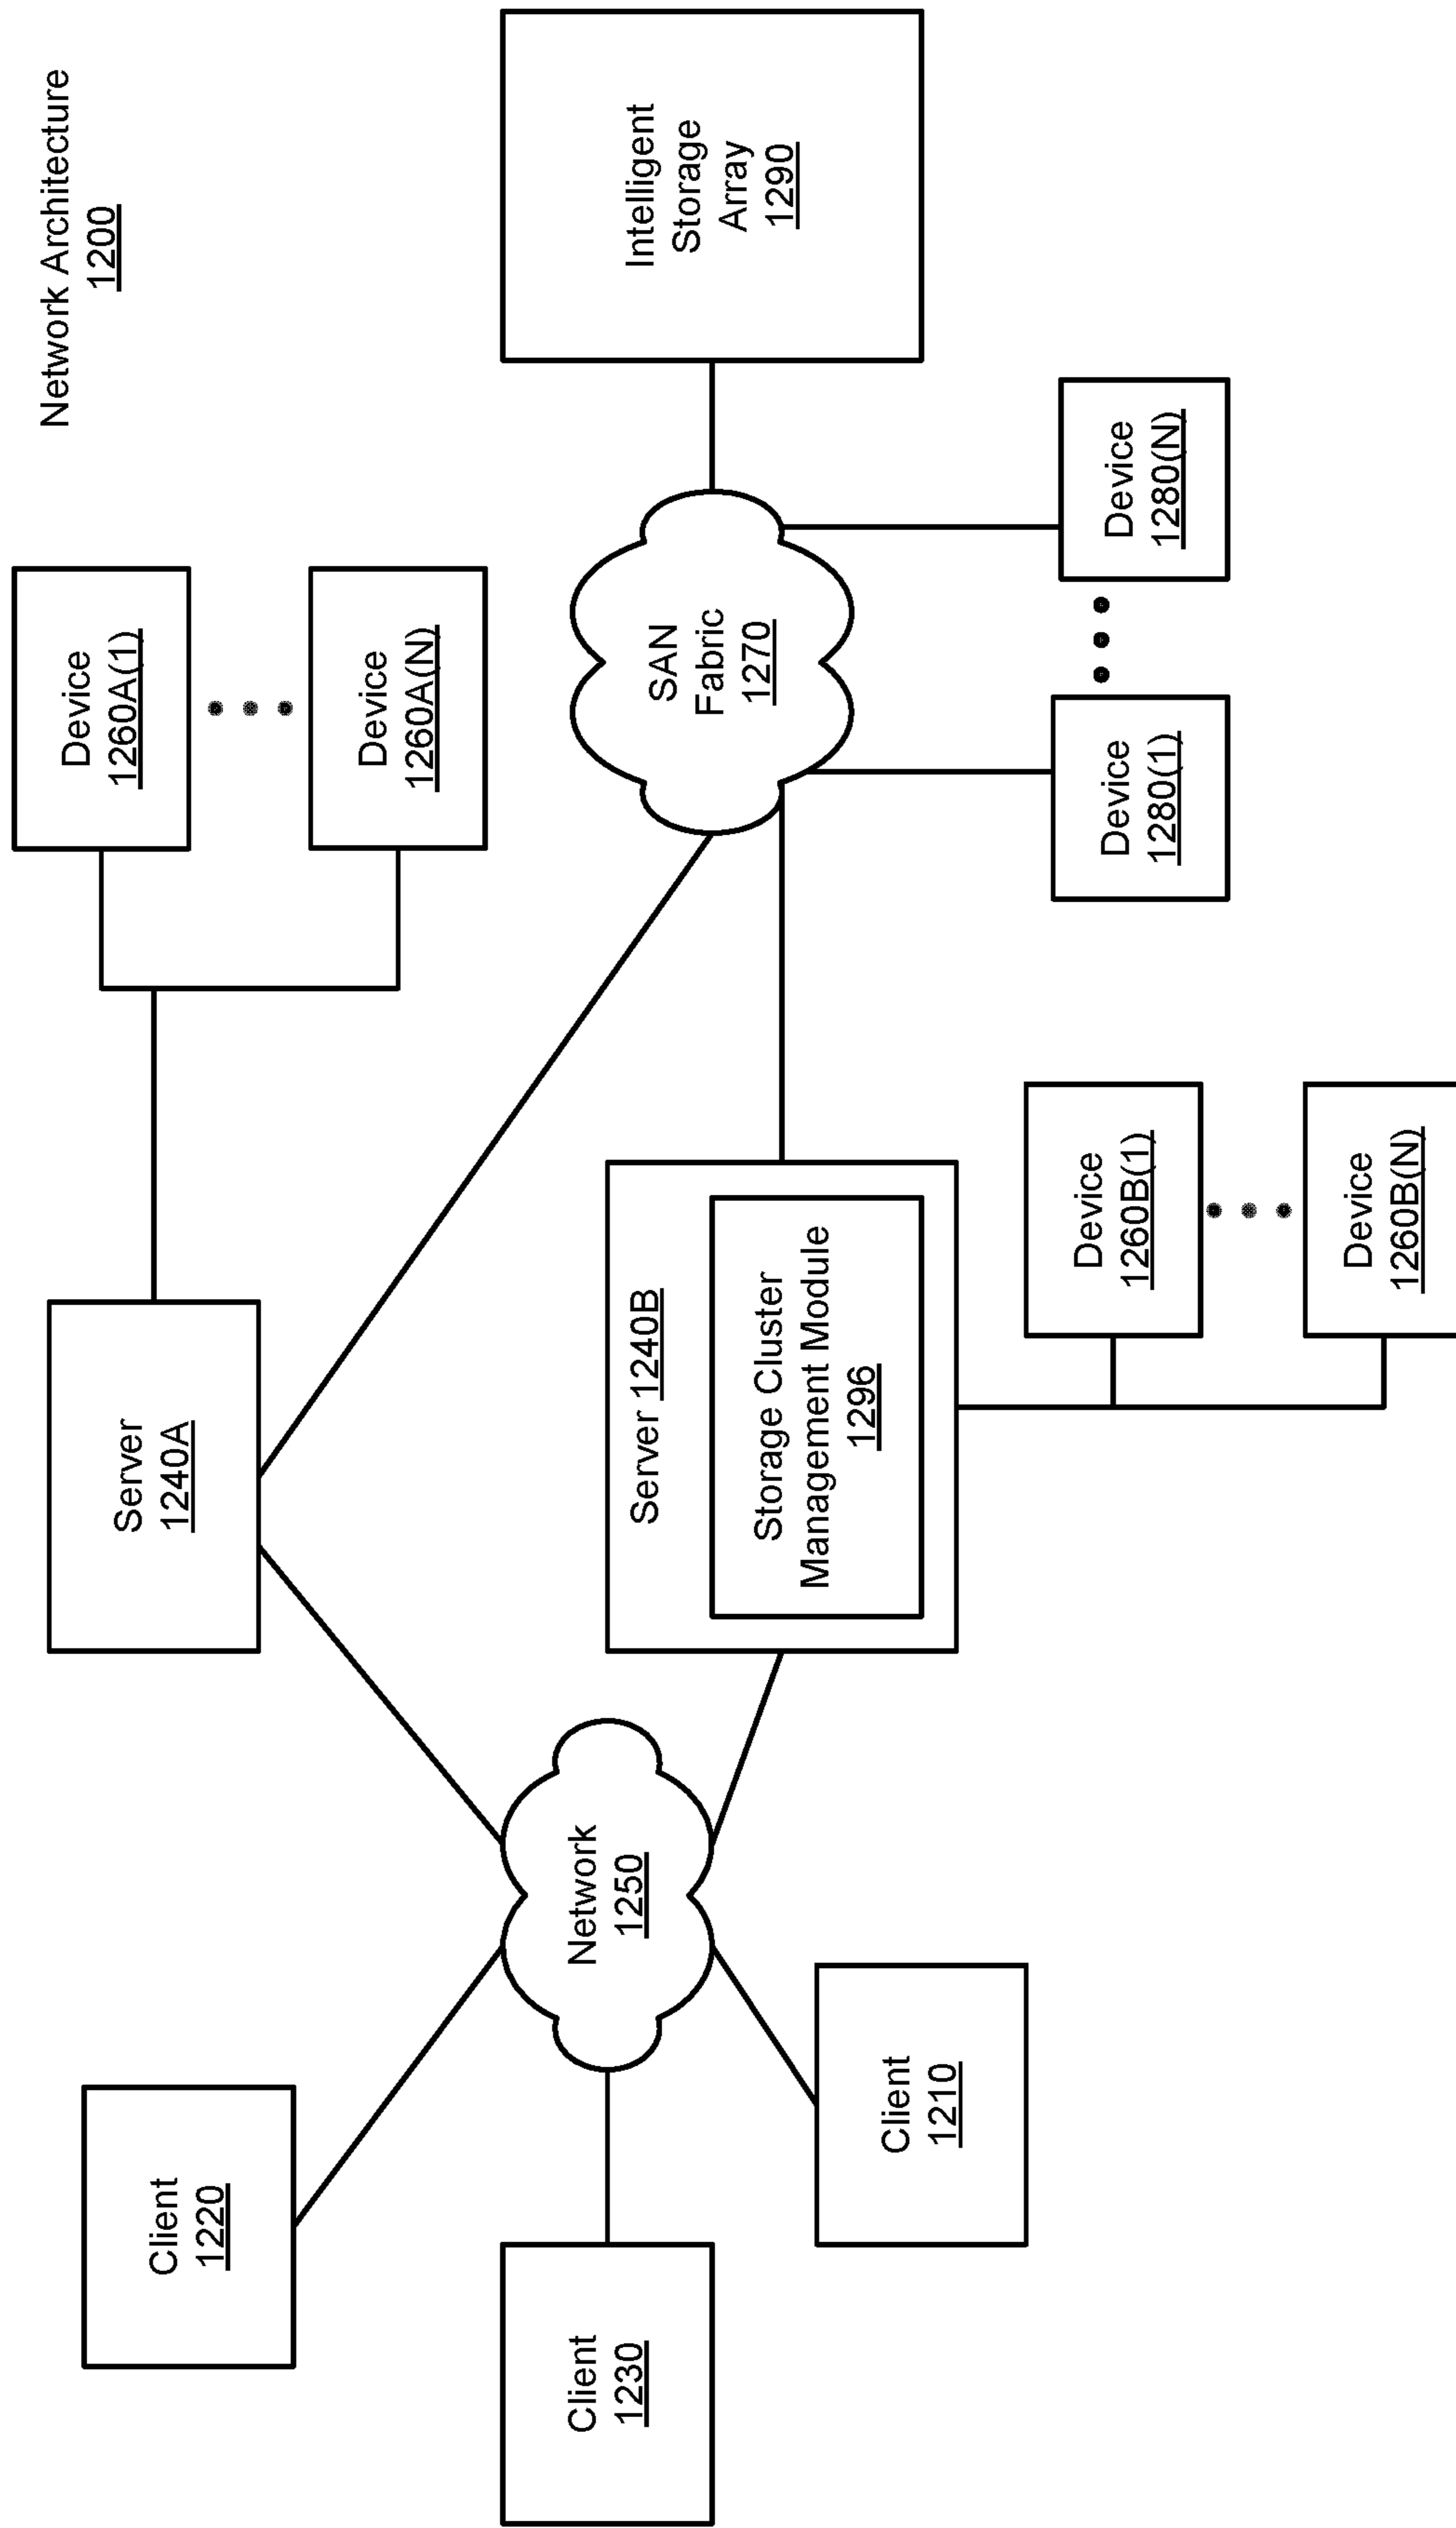 Network Architecture
1200
Client
1220
Client
1230
Client
1210
Network
1250
Server
1240A
Server 1240B
Storage Cluster
Management Module
1296
Device
1260A(1)
Device
1260A(N)
Device
1260B(1)
Device
1260B(N)
SAN
Fabric
1270
Device
1280(1)
Device
1280(N)
Intelligent
Storage
Array
1290